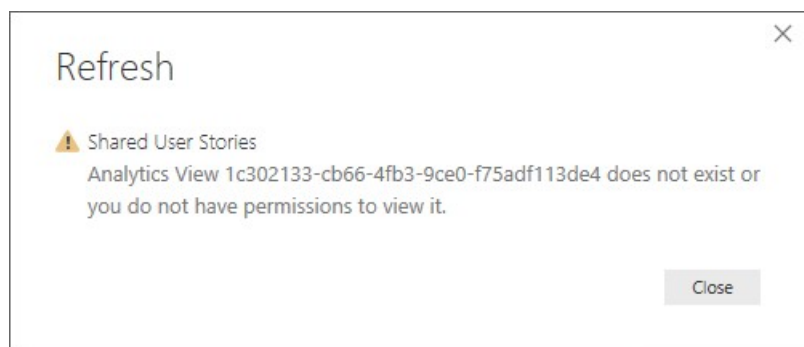 Refresh
Shared User Stories
Analytics View 1c302133-cb66-4fb3-9ce0-f75adf113de4 does not exist or
you do not have permissions to view it.
Close